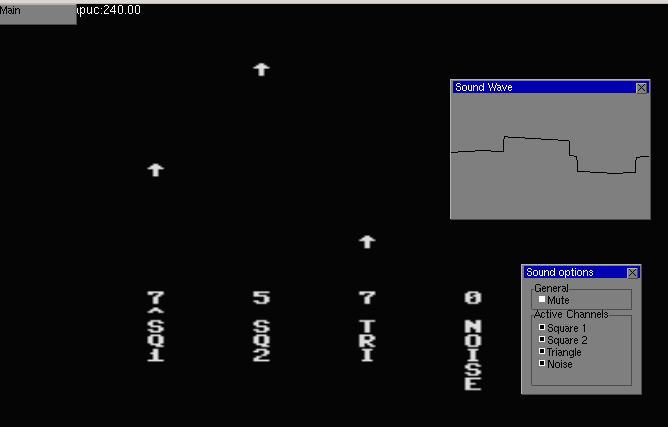 Main
apuc:240.00
Sound Wave
7 5 7 0
^
SQ1 SQ2 TRI NOISE
Sound options
General
Mute
Active Channels
Square 1
Square 2
Triangle
Noise